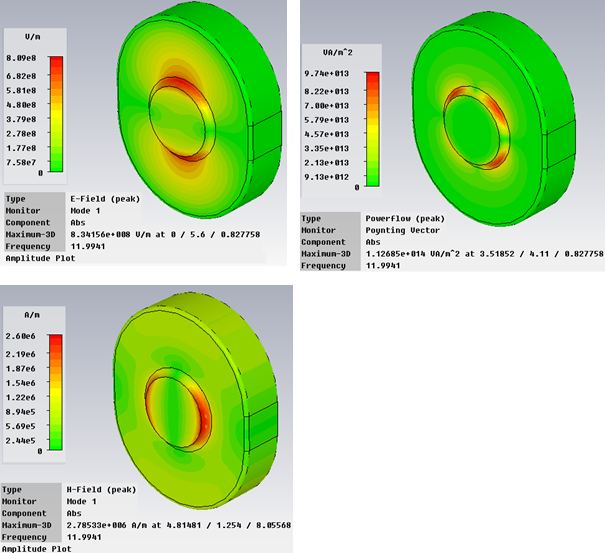 V/m
8.09e8
6.82e8
5.81e8
4.80e8
3.79e8
2.78e8
1.77e8
7.58e7
0
Type E-Field (peak)
Monitor Mode 1
Component Abs
Maximum-3D 8.34156e+008 V/m at 0 / 5.6 / 0.827758
Frequency 11.9941
Amplitude Plot
VA/m^2
9.74e+013
8.22e+013
7.00e+013
5.79e+013
4.57e+013
3.35e+013
2.13e+013
9.13e+012
0
Type Powerflow (peak)
Monitor Poynting Vector
Component Abs
Maximum-3D 1.12685e+014 VA/m^2 at 3.51852 / 4.11 / 0.827758
Frequency 11.9941
A/m
2.60e6
2.19e6
1.87e6
1.54e6
1.22e6
8.94e5
5.69e5
2.44e5
0
Type H-Field (peak)
Monitor Mode 1
Component Abs
Maximum-3D 2.78533e+006 A/m at 4.81481 / 1.254 / 8.05568
Frequency 11.9941
Amplitude Plot